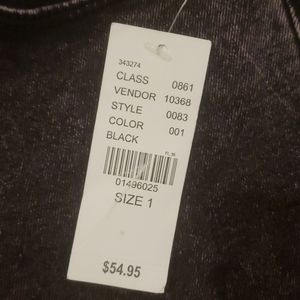 343274
CLASS 0861
VENDOR 10368
STYLE 0083
COLOR 001
BLACK
01496025
SIZE 1
$54.95